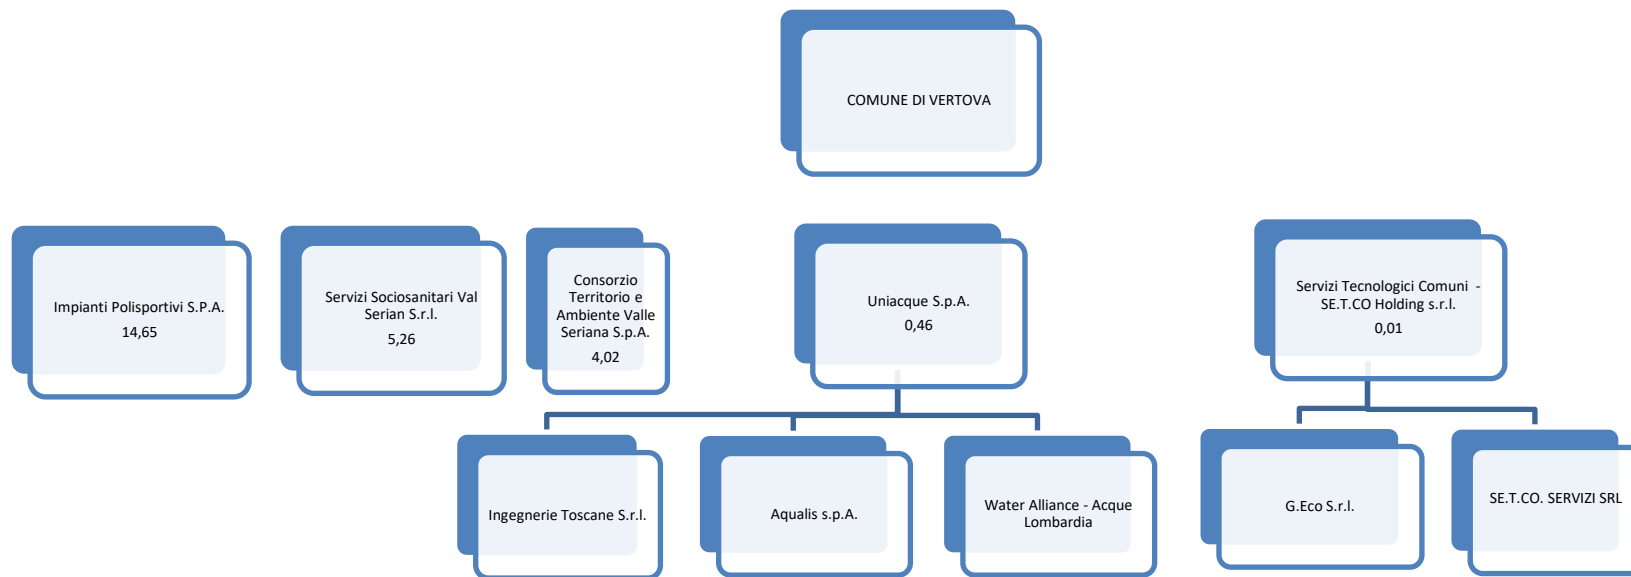 COMUNE DI VERTOVA
Impianti Polisportivi S.P.A.
14,65
Servizi Sociosanitari Val
Serian S.r.l.
5,26
Consorzio
Territorio e
Ambiente Valle
Seriana S.p.A.
4,02
Uniacque S.p.A.
0,46
Servizi Tecnologici Comuni -
SE.T.CO Holding s.r.l.
0,01
Ingegnerie Toscane S.r.l.
Aqualis s.p.A.
Water Alliance - Acque
Lombardia
G.Eco S.r.l.
SE.T.CO. SERVIZI SRL